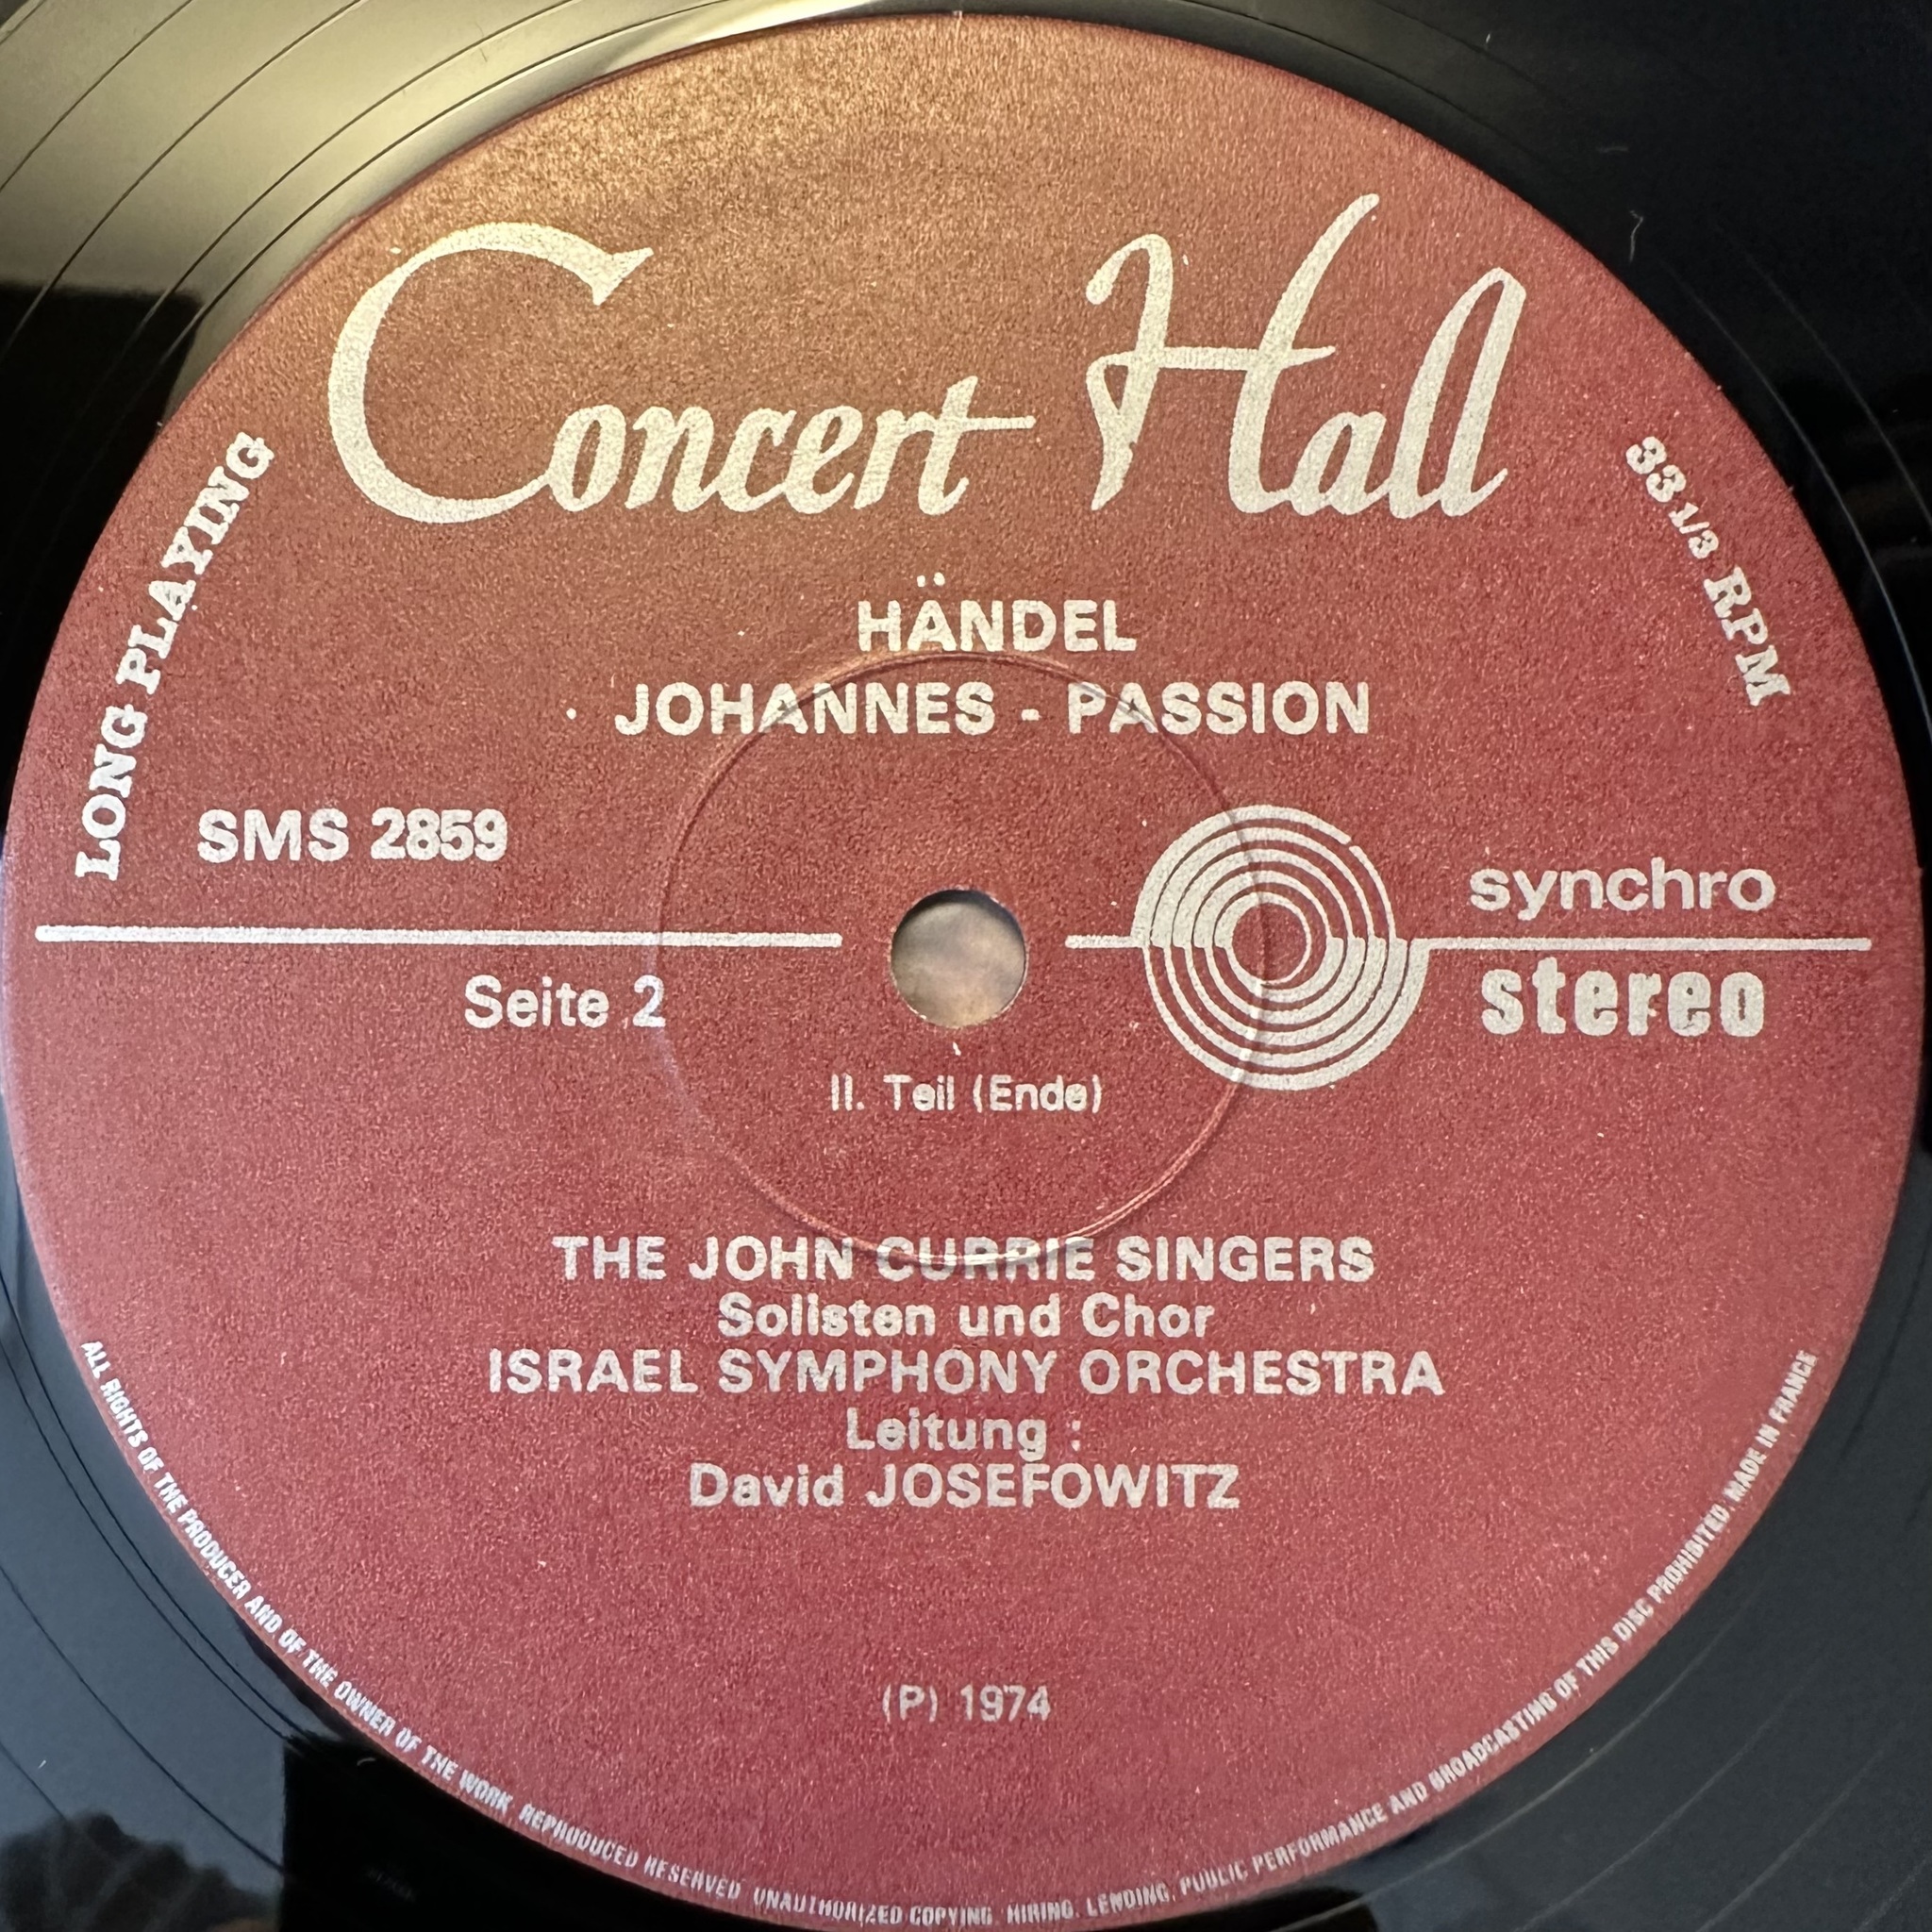 Concert Hall
LONG PLAYING
33 1/3 RPM
HÄNDEL
JOHANNES - PASSION
SMS 2859
synchro
stereo
Seite 2
II. Teil (Ende)
THE JOHN CURRIE SINGERS
Solisten und Chor
ISRAEL SYMPHONY ORCHESTRA
Leitung :
David JOSEFOWITZ
(P) 1974
ALL RIGHTS OF THE PRODUCER AND OF THE OWNER OF THE WORK REPRODUCED RESERVED UNAUTHORIZED COPYING, HIRING, LENDING, PUBLIC PERFORMANCE AND BROADCASTING OF THIS DISC PROHIBITED. MADE IN FRANCE